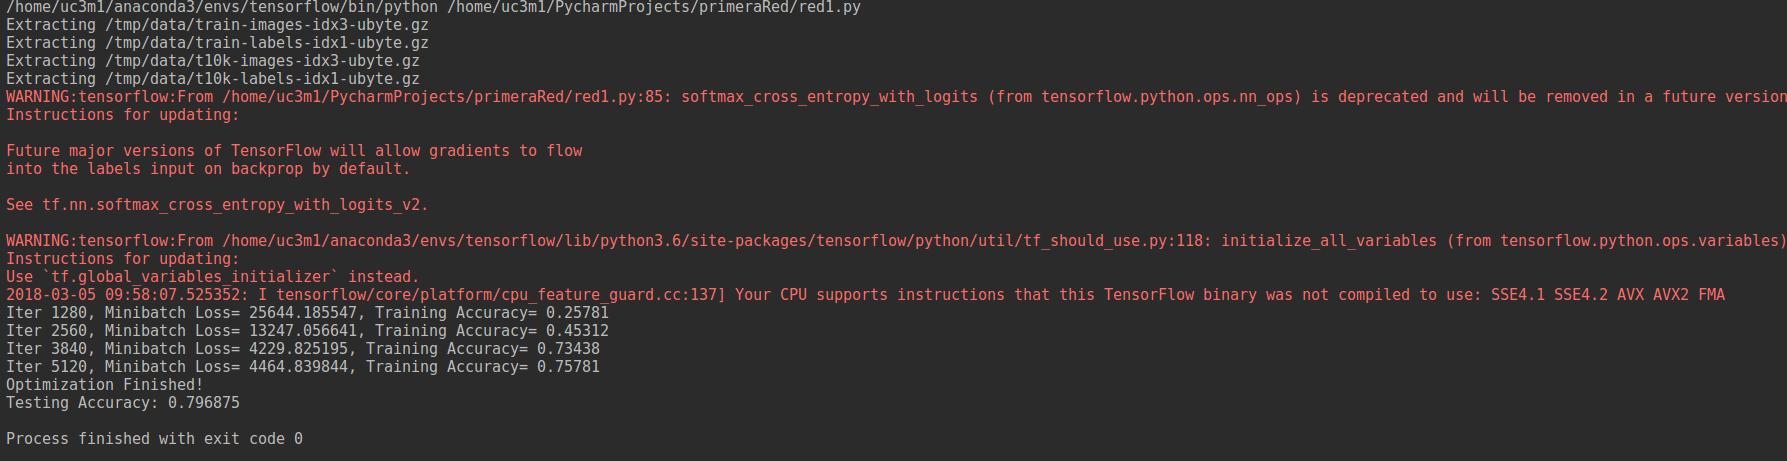 /home/uc3m1/anaconda3/envs/tensorflow/bin/python /home/uc3m1/PycharmProjects/primeraRed/red1.py
Extracting /tmp/data/train-images-idx3-ubyte.gz
Extracting /tmp/data/train-labels-idx1-ubyte.gz
Extracting /tmp/data/t10k-images-idx3-ubyte.gz
Extracting /tmp/data/t10k-labels-idx1-ubyte.gz
WARNING:tensorflow:From /home/uc3m1/PycharmProjects/primeraRed/red1.py:85: softmax_cross_entropy_with_logits (from tensorflow.python.ops.nn_ops) is deprecated and will be removed in a future version
Instructions for updating:
Future major versions of TensorFlow will allow gradients to flow
into the labels input on backprop by default.
See tf.nn.softmax_cross_entropy_with_logits_v2.
WARNING:tensorflow:From /home/uc3m1/anaconda3/envs/tensorflow/lib/python3.6/site-packages/tensorflow/python/util/tf_should_use.py:118: initialize_all_variables (from tensorflow.python.ops.variables)
Instructions for updating:
Use `tf.global_variables_initializer` instead.
2018-03-05 09:58:07.525352: I tensorflow/core/platform/cpu_feature_guard.cc:137] Your CPU supports instructions that this TensorFlow binary was not compiled to use: SSE4.1 SSE4.2 AVX AVX2 FMA
Iter 1280, Minibatch Loss= 25644.185547, Training Accuracy= 0.25781
Iter 2560, Minibatch Loss= 13247.056641, Training Accuracy= 0.45312
Iter 3840, Minibatch Loss= 4229.825195, Training Accuracy= 0.73438
Iter 5120, Minibatch Loss= 4464.839844, Training Accuracy= 0.75781
Optimization Finished!
Testing Accuracy: 0.796875
Process finished with exit code 0